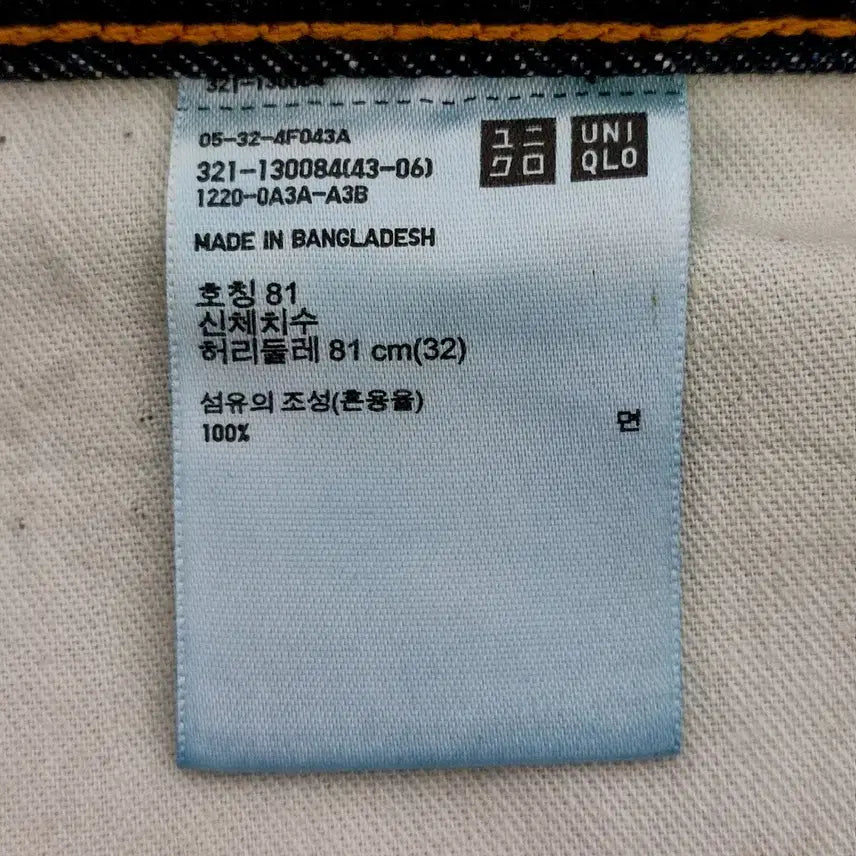 321-130084
05-32-4F043A
321-130084(43-06)
1220-0A3A-A3B
ユニ
クロ
UNI
QLO
MADE IN BANGLADESH
호칭 81
신체치수
허리둘레 81 cm(32)
섬유의 조성(혼용율)
100% 면